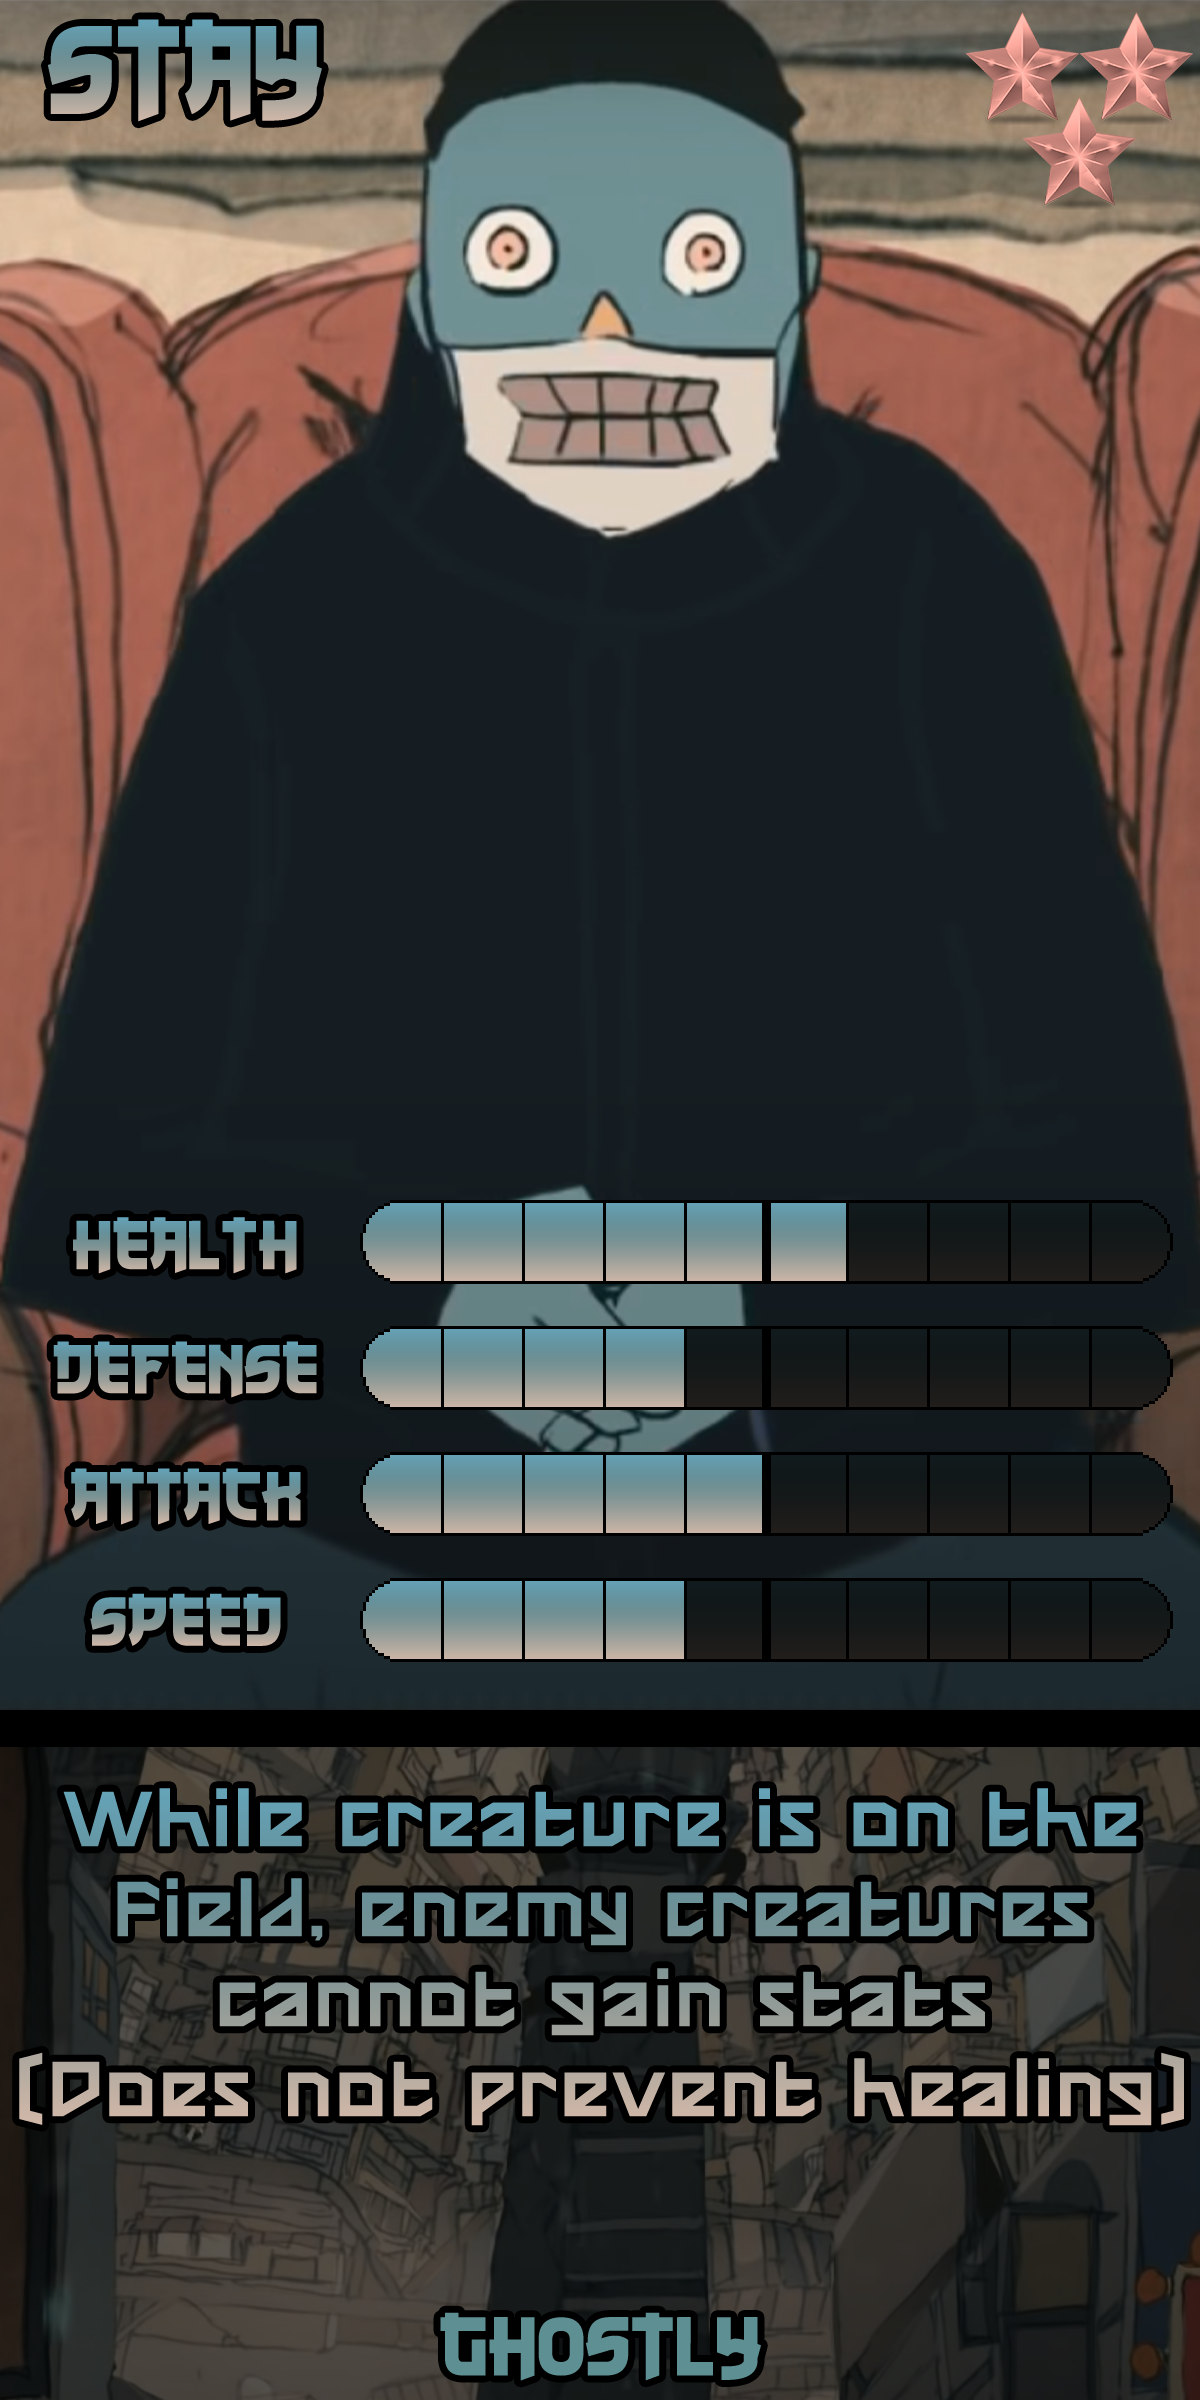 STAY
HEALTH
DEFENSE
ATTACK
SPEED
While creature is on the
Field, enemy creatures
cannot gain stats
(Does not prevent healing)
GHOSTLY